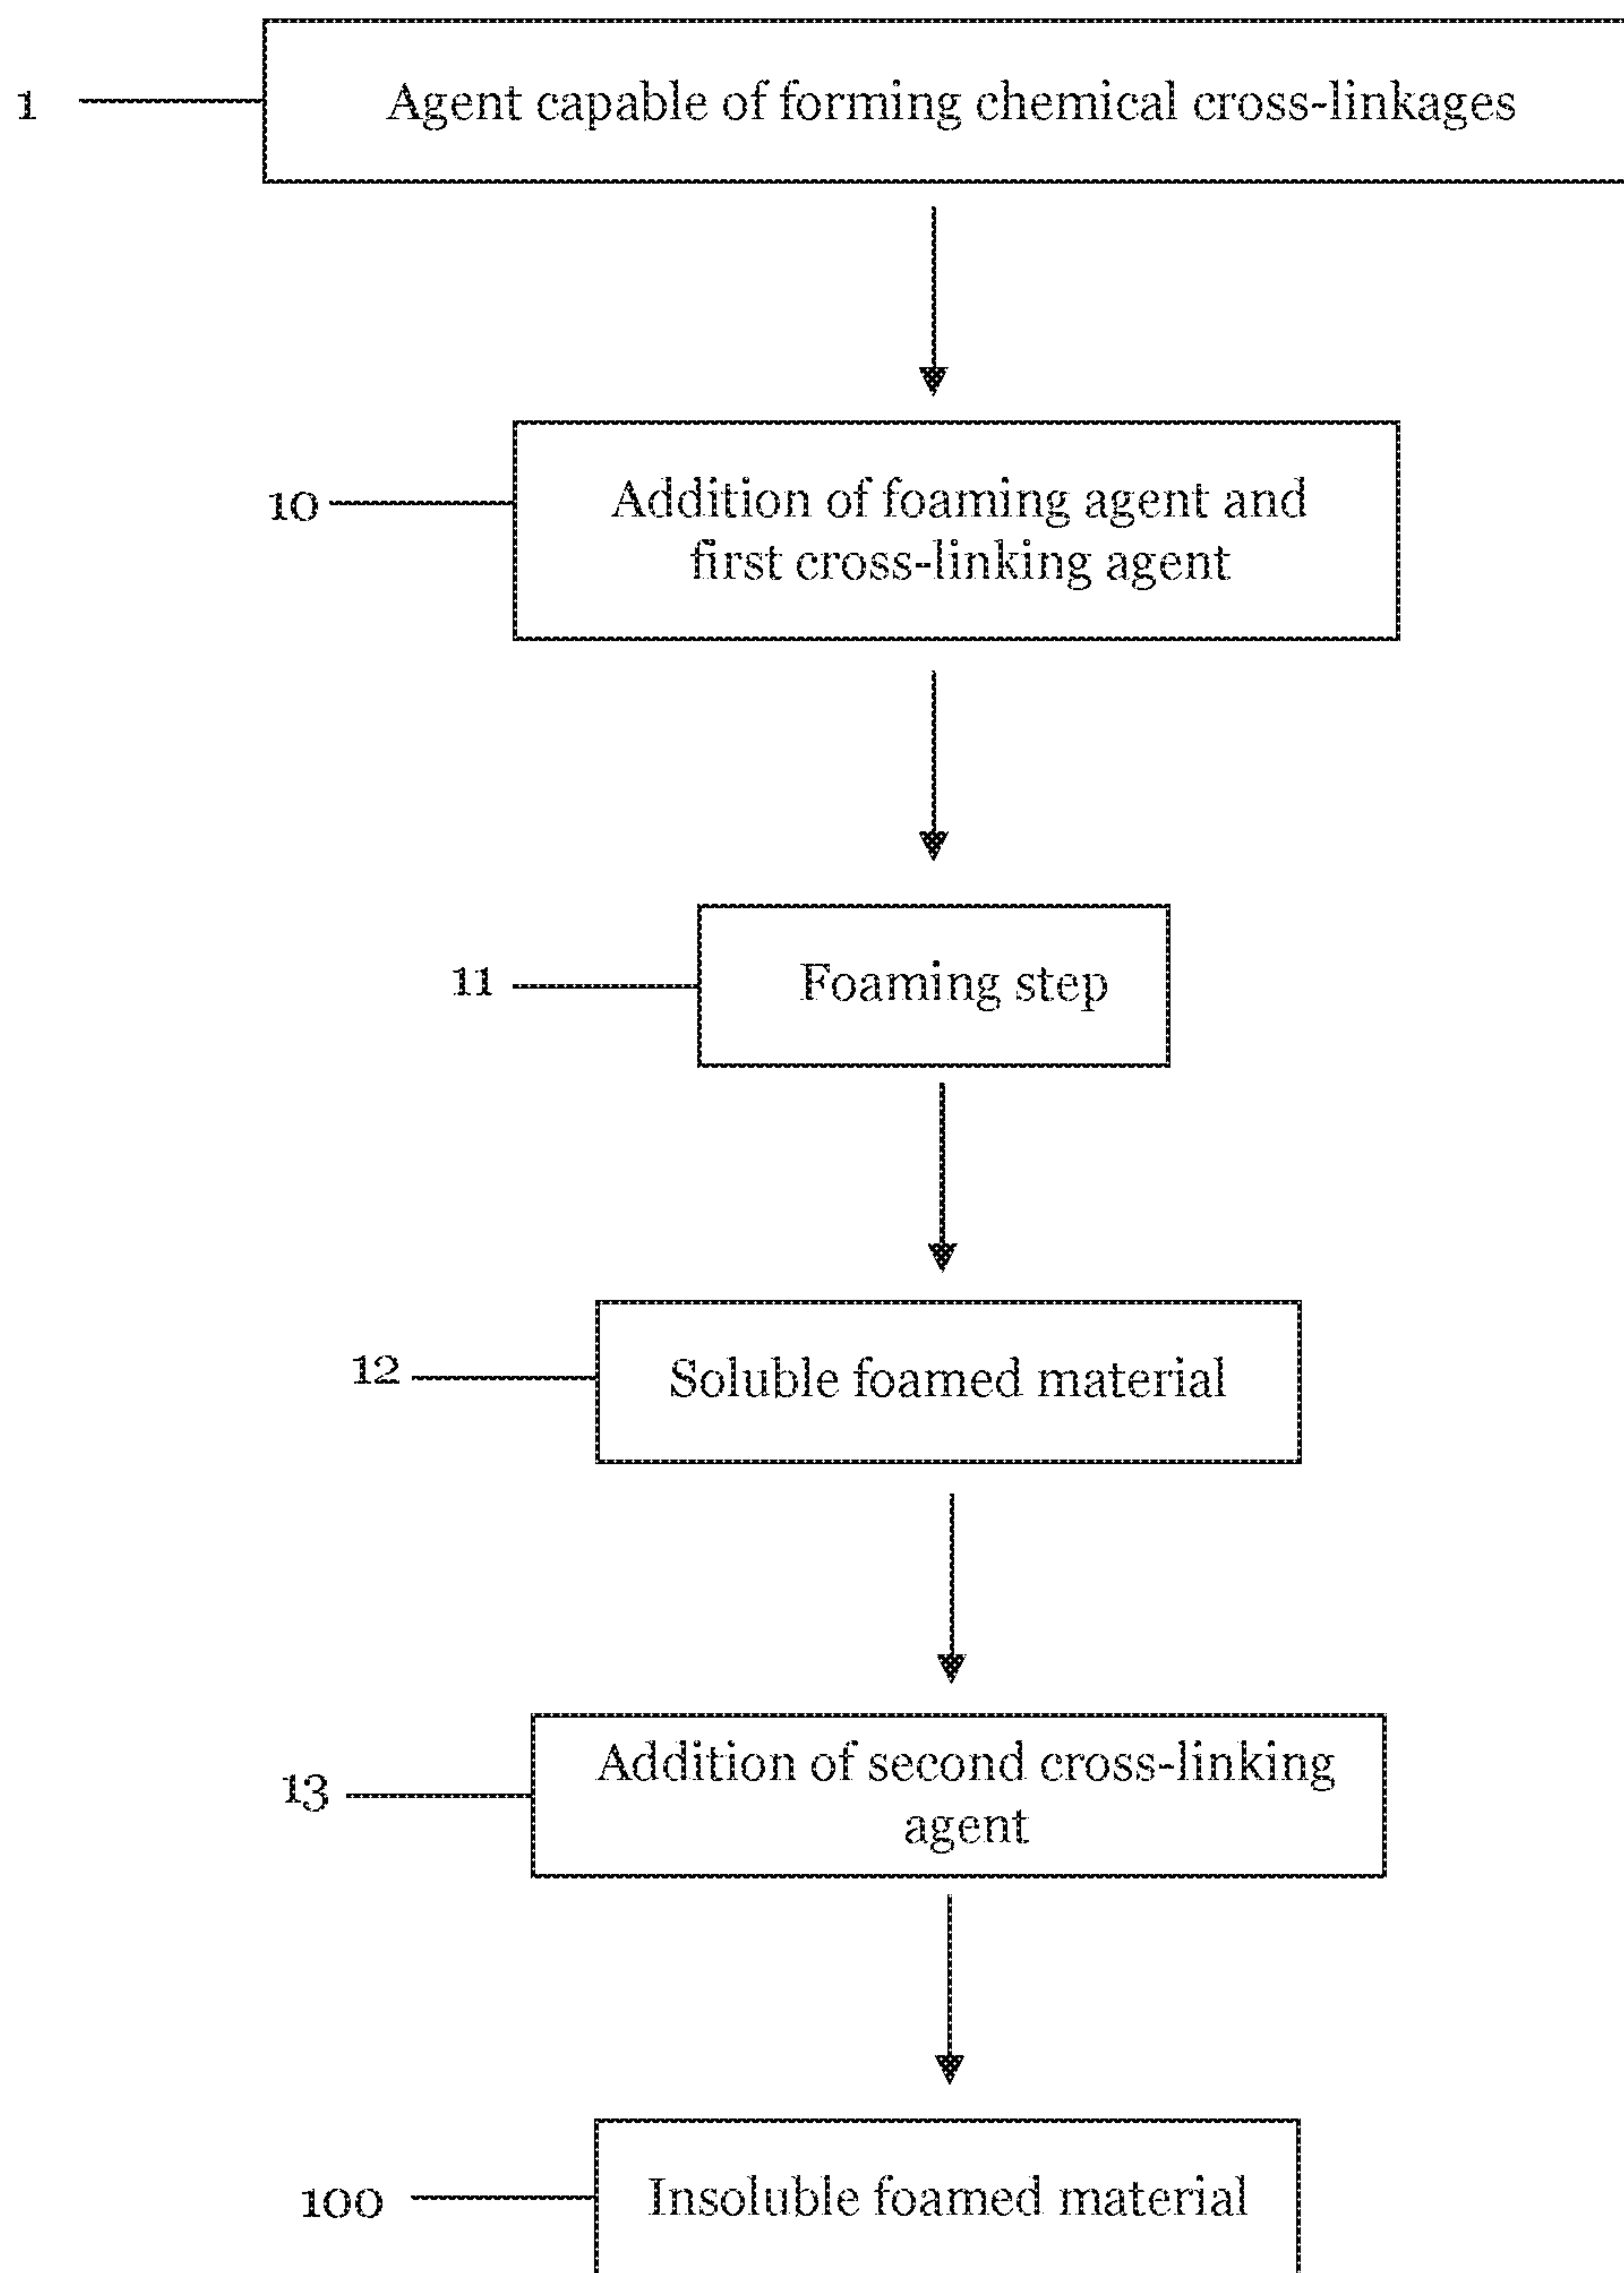 1 Agent capable of forming chemical cross-linkages
10 Addition of foaming agent and
first cross-linking agent
11 Foaming step
12 Soluble foamed material
13 Addition of second cross-linking
agent
100 Insoluble foamed material